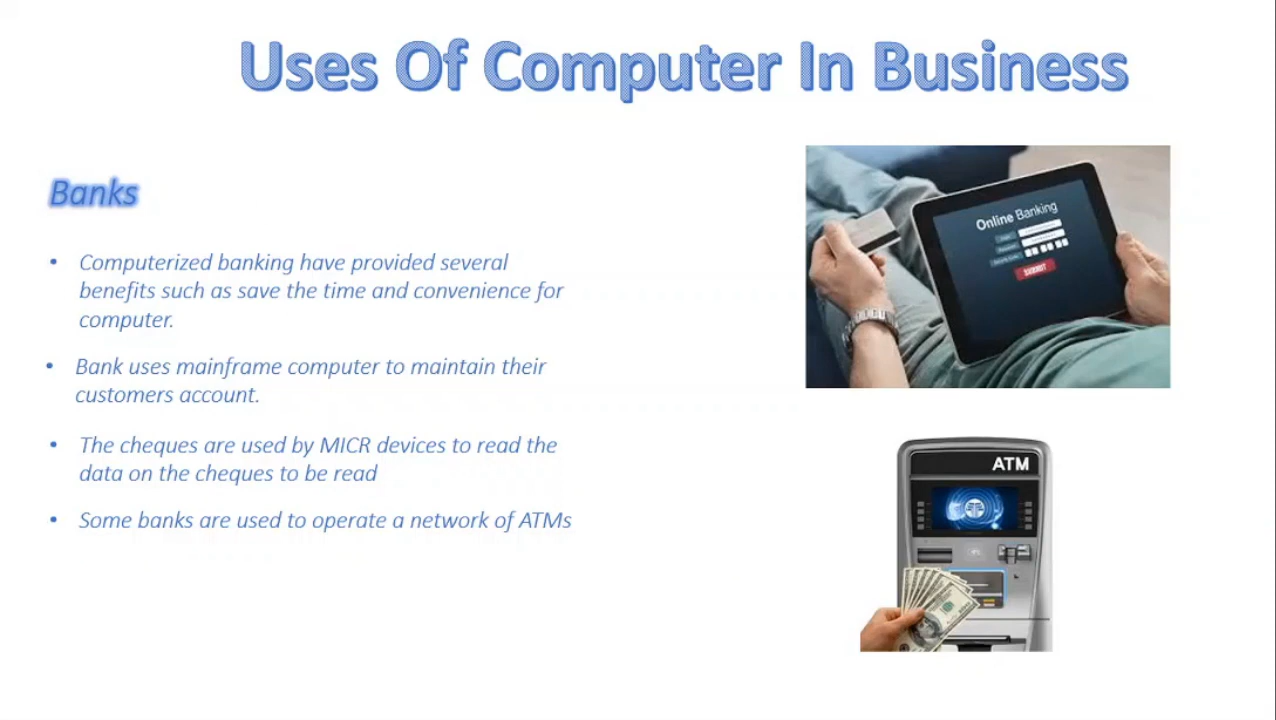 Uses Of Computer In Business
Banks
• Computerized banking have provided several
benefits such as save the time and convenience for
computer.
• Bank uses mainframe computer to maintain their
customers account.
• The cheques are used by MICR devices to read the
data on the cheques to be read
• Some banks are used to operate a network of ATMs
Online Banking
SUBMIT
ATM